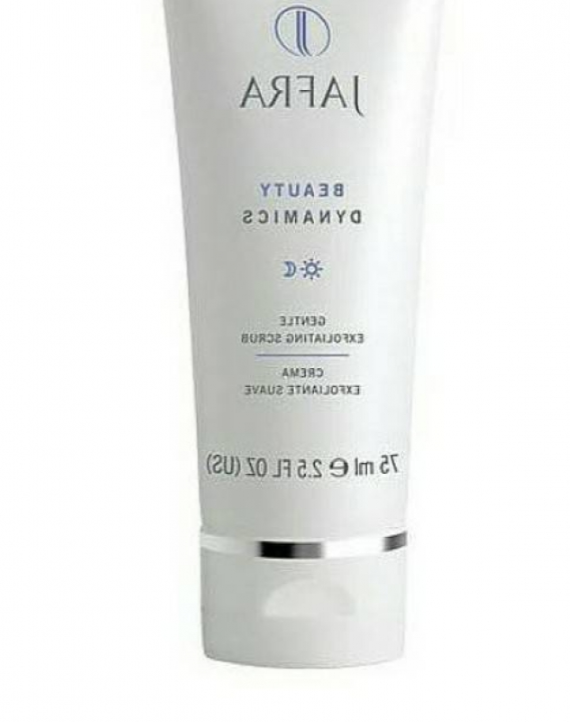 JAFRA
BEAUTY
DYNAMICS
GENTLE
EXFOLIATING SCRUB
CREMA
EXFOLIANTE SUAVE
75 ml ℮ 2.5 FL OZ (US)